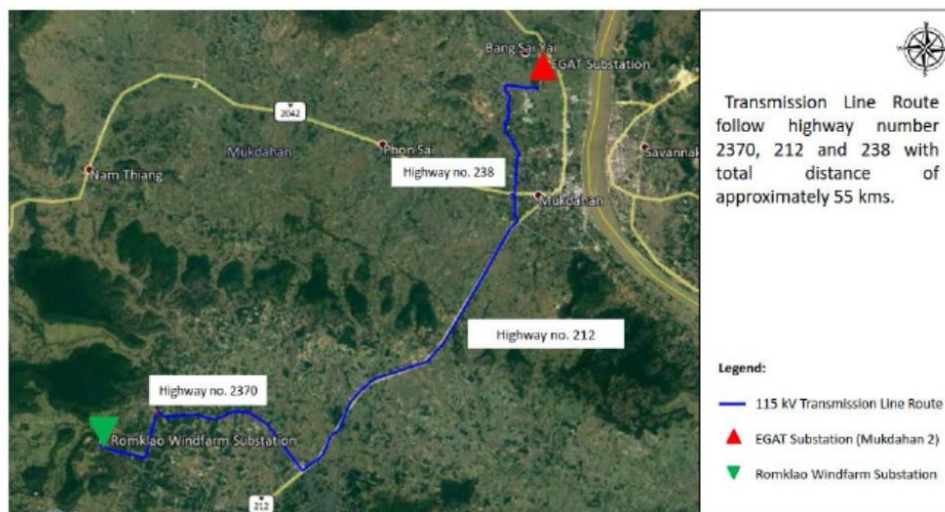 Bang Sai Yai
EGAT Substation
2042
Mukdahan
Phon Sai
Savannak
Highway no. 238
Nam Thiang
Mukdahan
Highway no. 212
Highway no. 2370
Romklao Windfarm Substation
212
Transmission Line Route
follow highway number
2370, 212 and 238 with
total distance of
approximately 55 kms.
Legend:
115 kV Transmission Line Route
EGAT Substation (Mukdahan 2)
Romklao Windfarm Substation